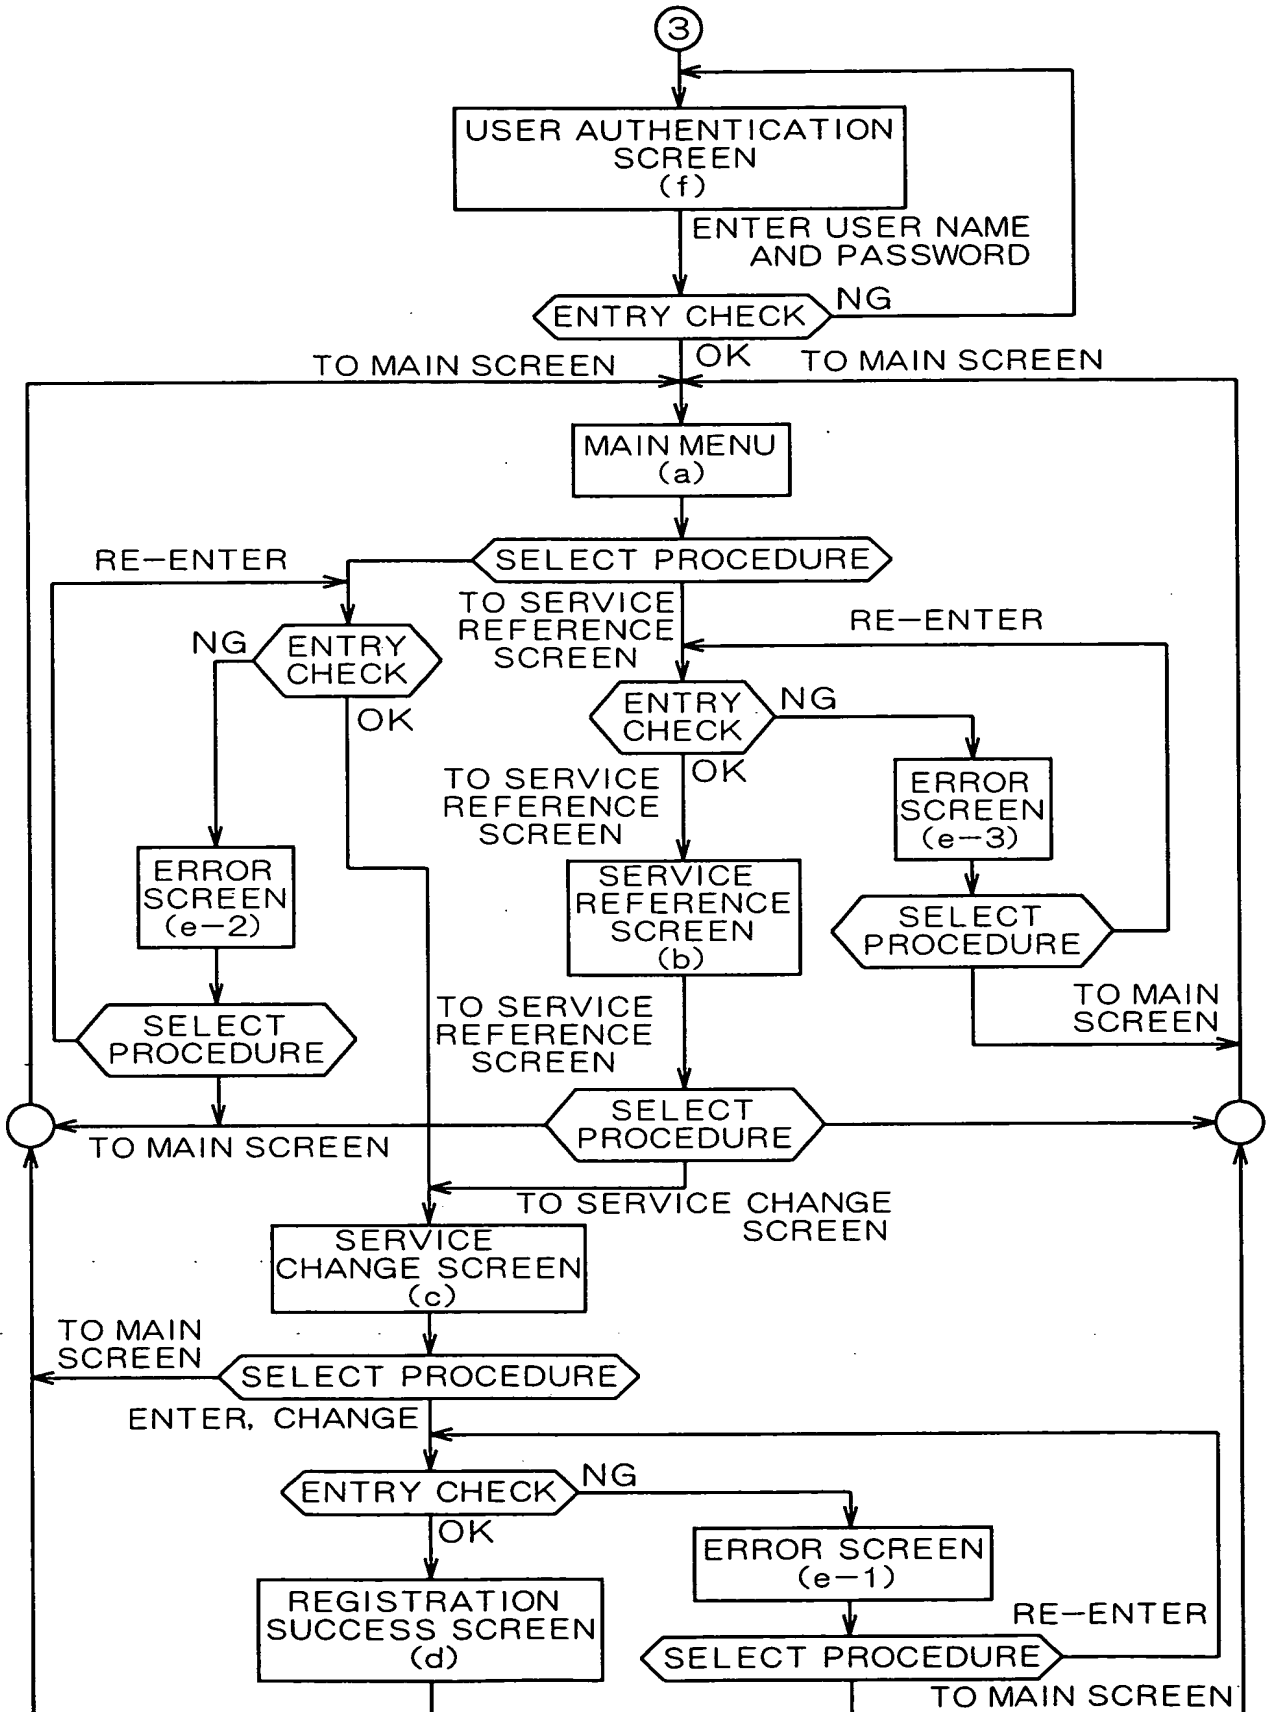 3
USER AUTHENTICATION
SCREEN
(f)
ENTER USER NAME
AND PASSWORD
ENTRY CHECK
NG
OK
TO MAIN SCREEN
TO MAIN SCREEN
MAIN MENU
(a)
SELECT PROCEDURE
RE-ENTER
TO SERVICE
REFERENCE
SCREEN
RE-ENTER
NG
ENTRY
CHECK
OK
ENTRY
CHECK
NG
OK
TO SERVICE
REFERENCE
SCREEN
ERROR
SCREEN
(e-3)
ERROR
SCREEN
(e-2)
SERVICE
REFERENCE
SCREEN
(b)
SELECT
PROCEDURE
TO MAIN
SCREEN
TO SERVICE
REFERENCE
SCREEN
SELECT
PROCEDURE
SELECT
PROCEDURE
TO MAIN SCREEN
TO SERVICE CHANGE
SCREEN
SERVICE
CHANGE SCREEN
(c)
TO MAIN
SCREEN
SELECT PROCEDURE
ENTER, CHANGE
ENTRY CHECK
NG
OK
ERROR SCREEN
(e-1)
REGISTRATION
SUCCESS SCREEN
(d)
RE-ENTER
SELECT PROCEDURE
TO MAIN SCREEN